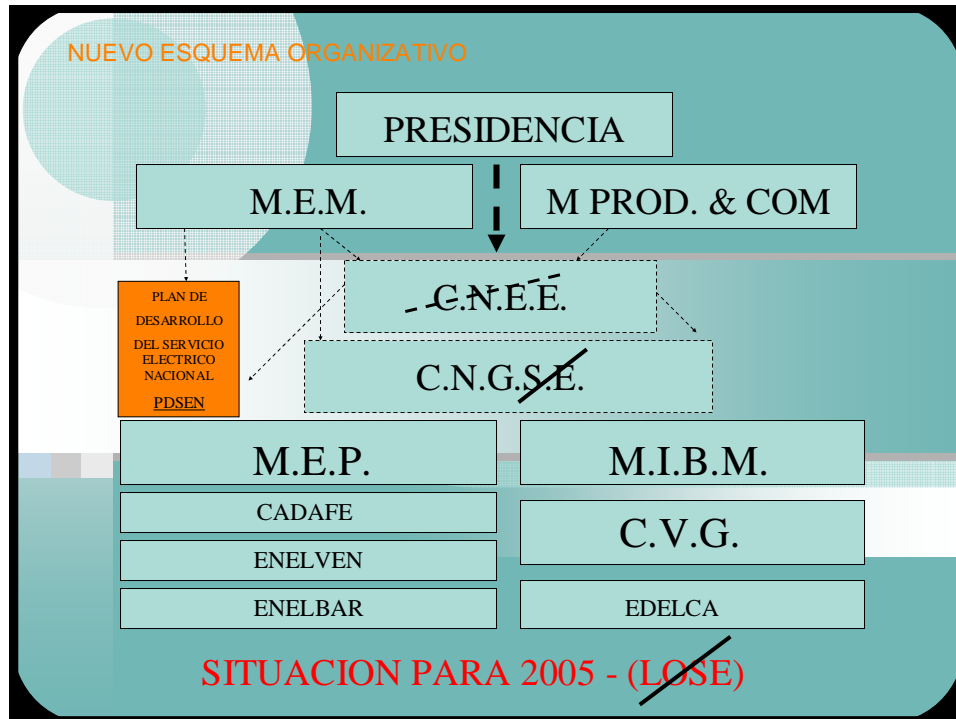 NUEVO ESQUEMA ORGANIZATIVO
PRESIDENCIA
M.E.M.
M PROD. & COM
C.N.E.E.
PLAN DE
DESARROLLO
DEL SERVICIO
ELECTRICO
NACIONAL
PDSEN
C.N.G.S.E.
M.E.P.
M.I.B.M.
CADAFE
C.V.G.
ENELVEN
ENELBAR
EDELCA
SITUACION PARA 2005 - (LOSE)